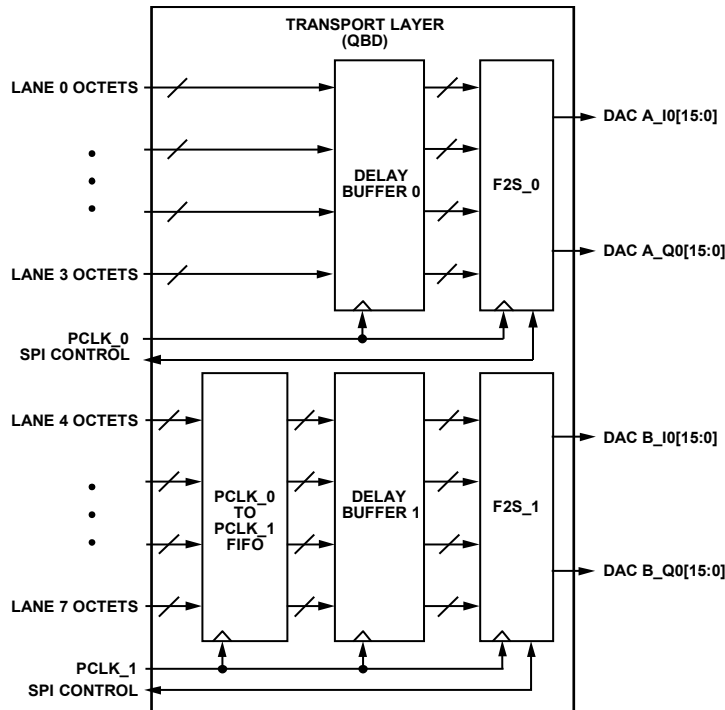 TRANSPORT LAYER
(QBD)
LANE 0 OCTETS
LANE 3 OCTETS
DELAY
BUFFER 0
F2S_0
DAC A_I0[15:0]
DAC A_Q0[15:0]
PCLK_0
SPI CONTROL
LANE 4 OCTETS
LANE 7 OCTETS
PCLK_0
TO
PCLK_1
FIFO
DELAY
BUFFER 1
F2S_1
DAC B_I0[15:0]
DAC B_Q0[15:0]
PCLK_1
SPI CONTROL